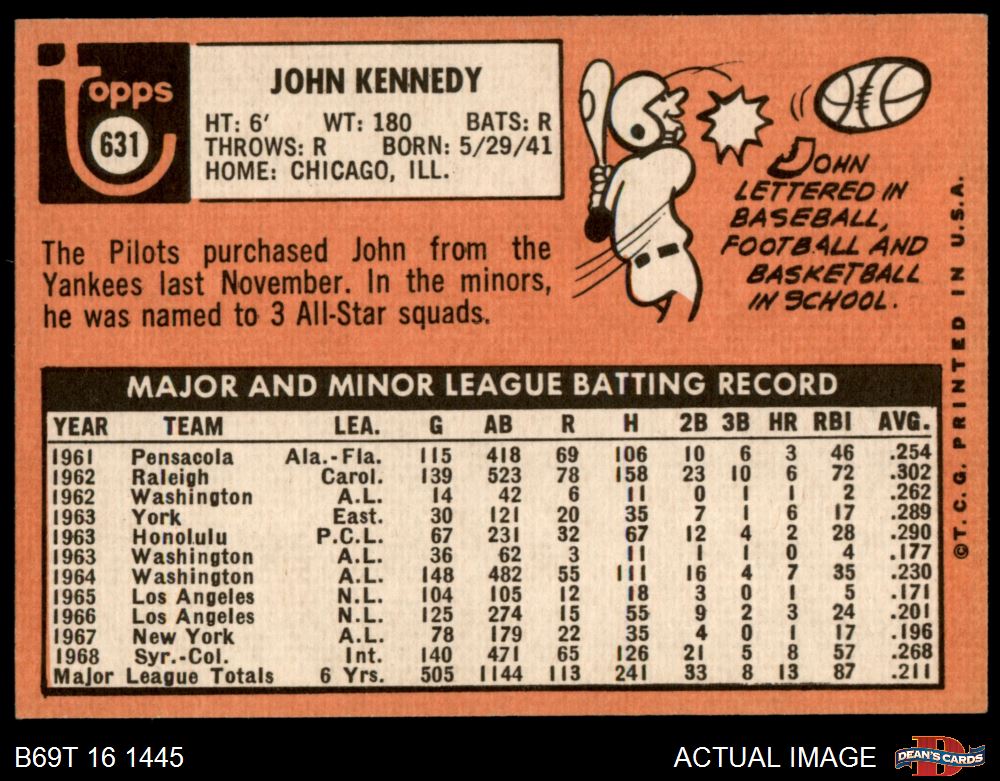 topps
631
JOHN KENNEDY
HT: 6′ WT: 180 BATS: R
THROWS: R BORN: 5/29/41
HOME: CHICAGO, ILL.
The Pilots purchased John from the
Yankees last November. In the minors,
he was named to 3 All-Star squads.
JOHN
LETTERED IN
BASEBALL,
FOOTBALL AND
BASKETBALL
IN SCHOOL.
©T. C. G. PRINTED IN U.S.A.
MAJOR AND MINOR LEAGUE BATTING RECORD
YEAR TEAM LEA. G AB R H 2B 3B HR RBI AVG.
1961 Pensacola Ala.-Fla. 115 418 69 106 10 6 3 46 .254
1962 Raleigh Carol. 139 523 78 158 23 10 6 72 .302
1962 Washington A.L. 14 42 6 11 0 1 1 2 .262
1963 York East. 30 121 20 35 7 1 6 17 .289
1963 Honolulu P.C.L. 67 231 32 67 12 4 2 28 .290
1963 Washington A.L. 36 62 3 11 1 1 0 4 .177
1964 Washington A.L. 148 482 55 111 16 4 7 35 .230
1965 Los Angeles N.L. 104 105 12 18 3 0 1 5 .171
1966 Los Angeles N.L. 125 274 15 55 9 2 3 24 .201
1967 New York A.L. 78 179 22 35 4 0 1 17 .196
1968 Syr.-Col. Int. 140 471 65 126 21 5 8 57 .268
Major League Totals 6 Yrs. 505 1144 113 241 33 8 13 87 .211
B69T 16 1445
ACTUAL IMAGE
DEAN'S CARDS